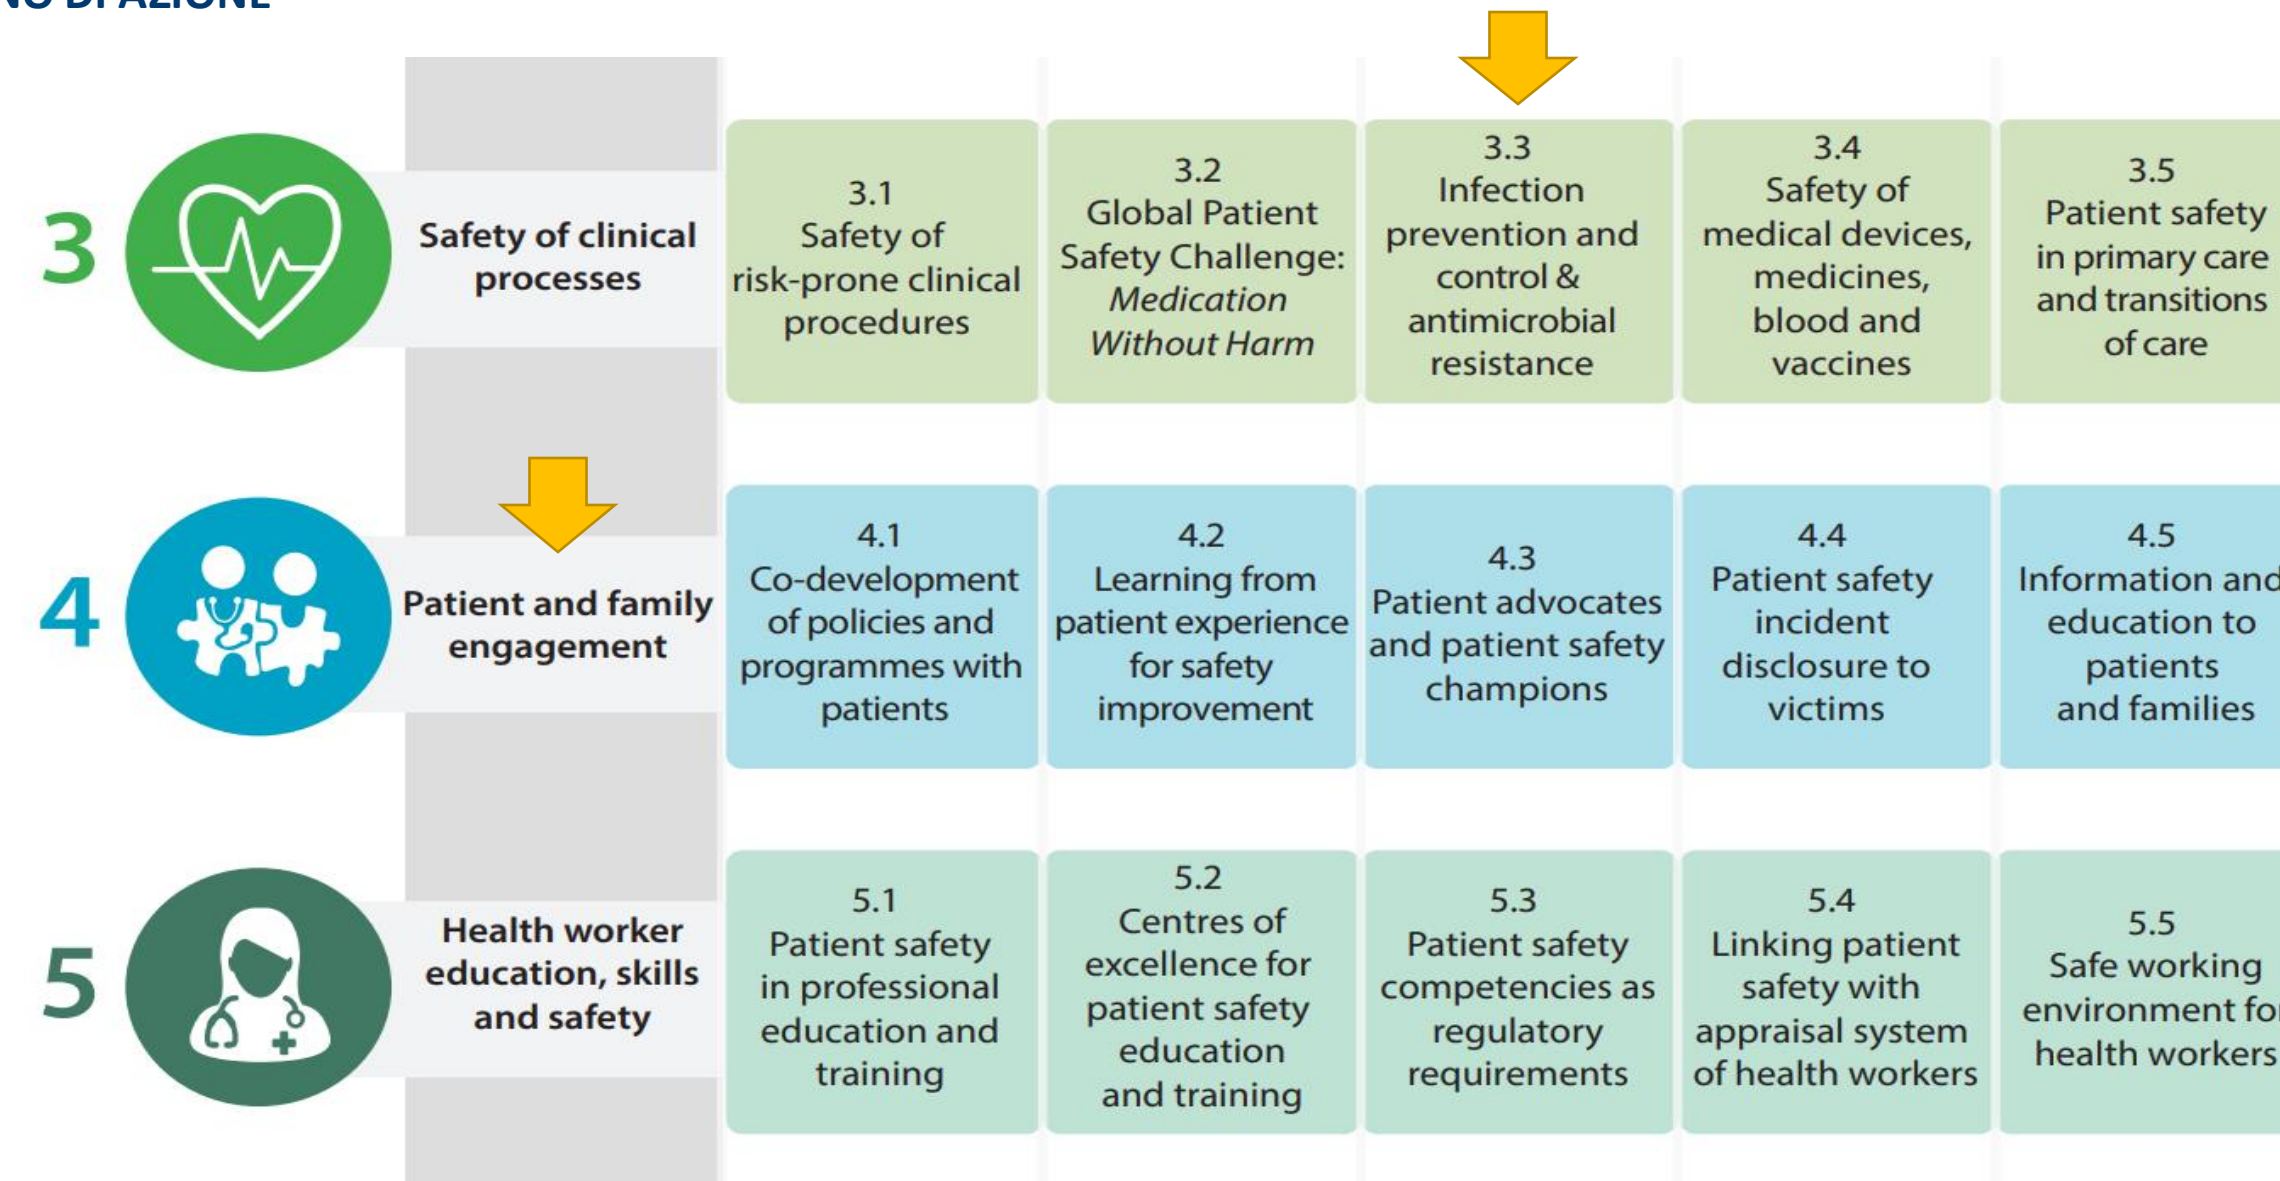 3
Safety of clinical
processes
3.1
Safety of
risk-prone clinical
procedures
3.2
Global Patient
Safety Challenge:
Medication
Without Harm
3.3
Infection
prevention and
control &
antimicrobial
resistance
3.4
Safety of
medical devices,
medicines,
blood and
vaccines
3.5
Patient safety
in primary care
and transitions
of care
4
Patient and family
engagement
4.1
Co-development
of policies and
programmes with
patients
4.2
Learning from
patient experience
for safety
improvement
4.3
Patient advocates
and patient safety
champions
4.4
Patient safety
incident
disclosure to
victims
4.5
Information and
education to
patients
and families
5
Health worker
education, skills
and safety
5.1
Patient safety
in professional
education and
training
5.2
Centres of
excellence for
patient safety
education
and training
5.3
Patient safety
competencies as
regulatory
requirements
5.4
Linking patient
safety with
appraisal system
of health workers
5.5
Safe working
environment for
health workers